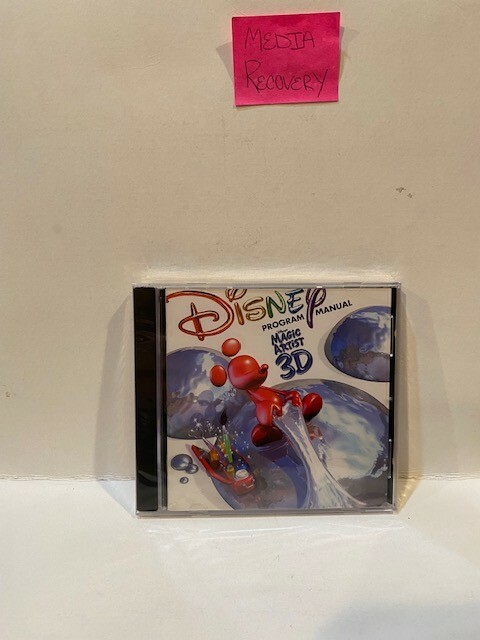 MEDIA
RECOVERY
DISNEY
PROGRAM MANUAL
MAGIC
ARTIST
3D